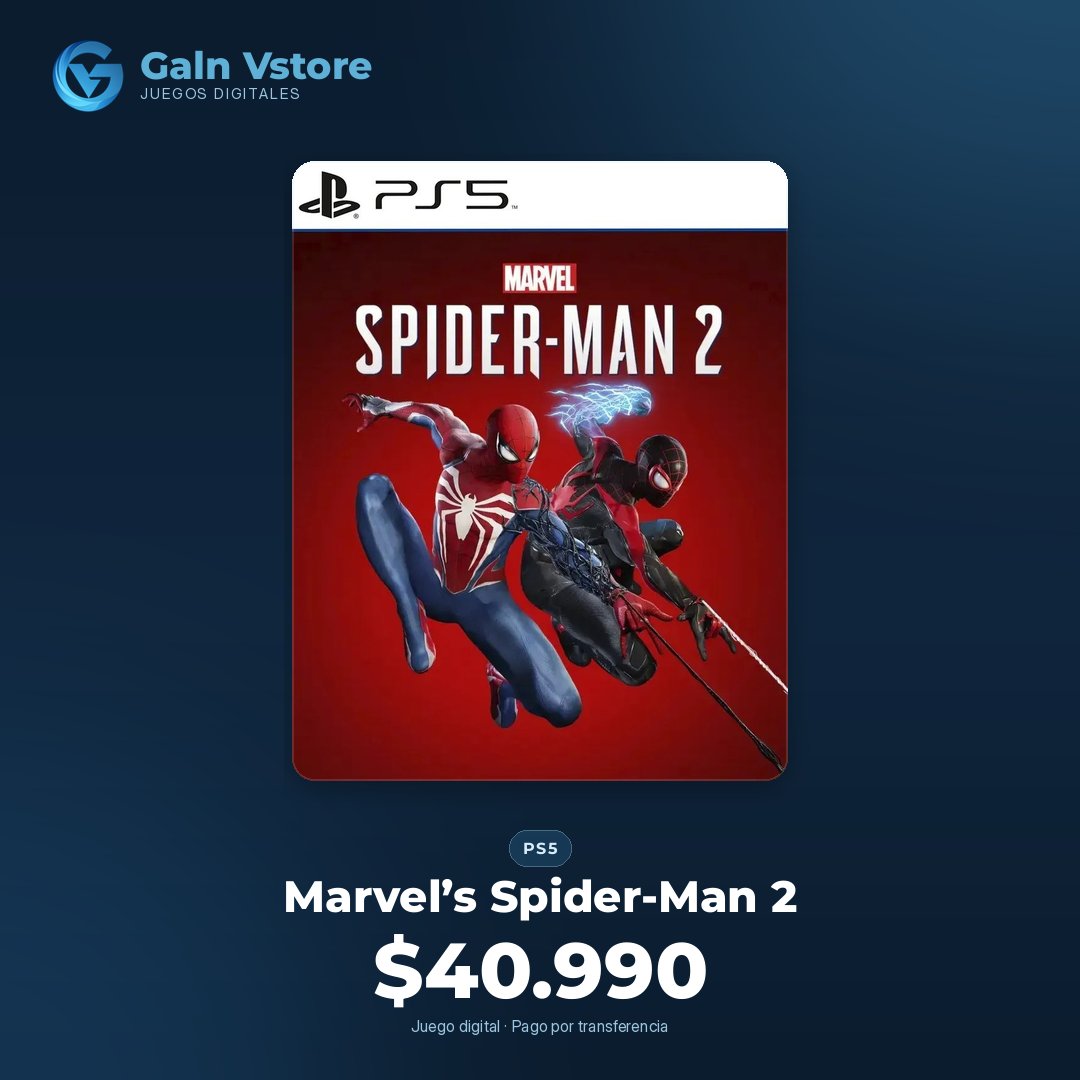 GaIn Vstore
JUEGOS DIGITALES
PS5
MARVEL
SPIDER-MAN 2
PS5
Marvel’s Spider-Man 2
$40.990
Juego digital · Pago por transferencia